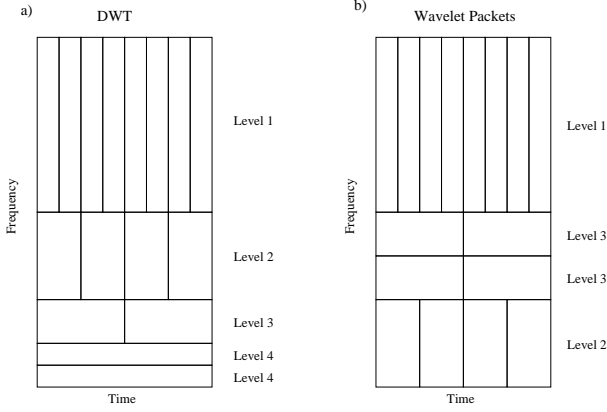 a)
DWT
Level 1
Level 2
Level 3
Level 4
Level 4
Frequency
Time
b)
Wavelet Packets
Level 1
Level 3
Level 3
Level 2
Frequency
Time